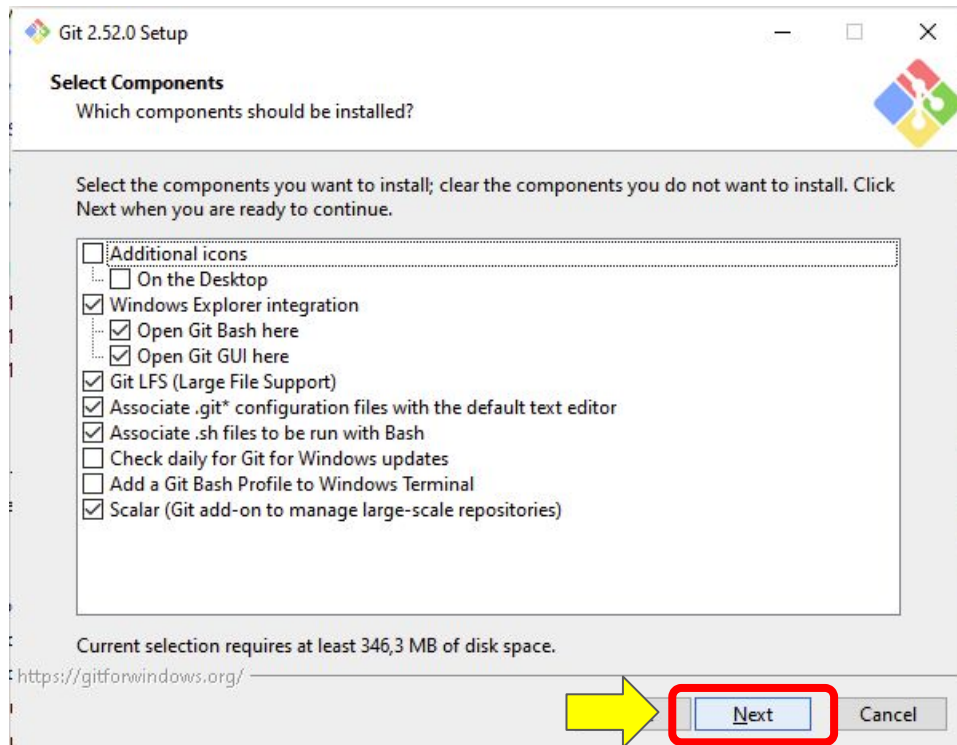 Git 2.52.0 Setup
Select Components
Which components should be installed?
Select the components you want to install; clear the components you do not want to install. Click
Next when you are ready to continue.
Additional icons
On the Desktop
Windows Explorer integration
Open Git Bash here
Open Git GUI here
Git LFS (Large File Support)
Associate .git* configuration files with the default text editor
Associate .sh files to be run with Bash
Check daily for Git for Windows updates
Add a Git Bash Profile to Windows Terminal
Scalar (Git add-on to manage large-scale repositories)
Current selection requires at least 346,3 MB of disk space.
https://gitforwindows.org/
Next
Cancel